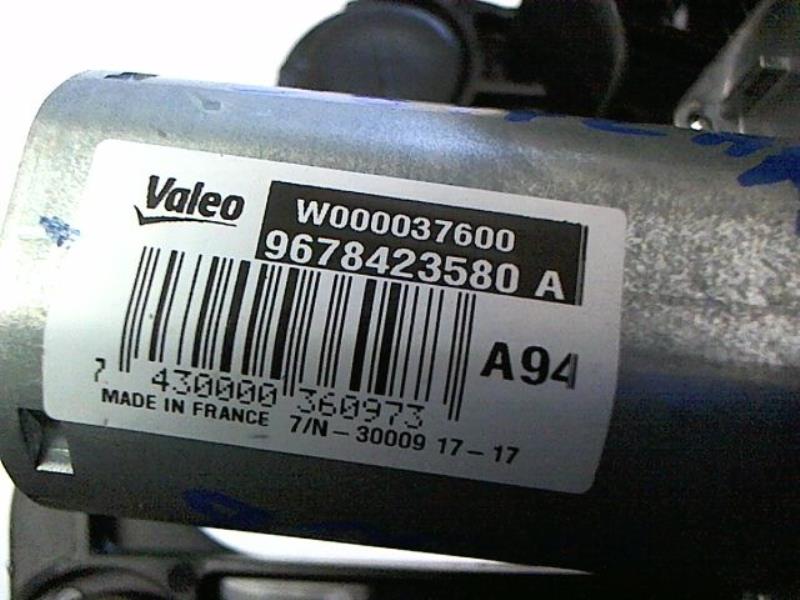 Valeo
W000037600
9678423580 A
A94
7 430000 360973
MADE IN FRANCE 7/N-30009 17-17